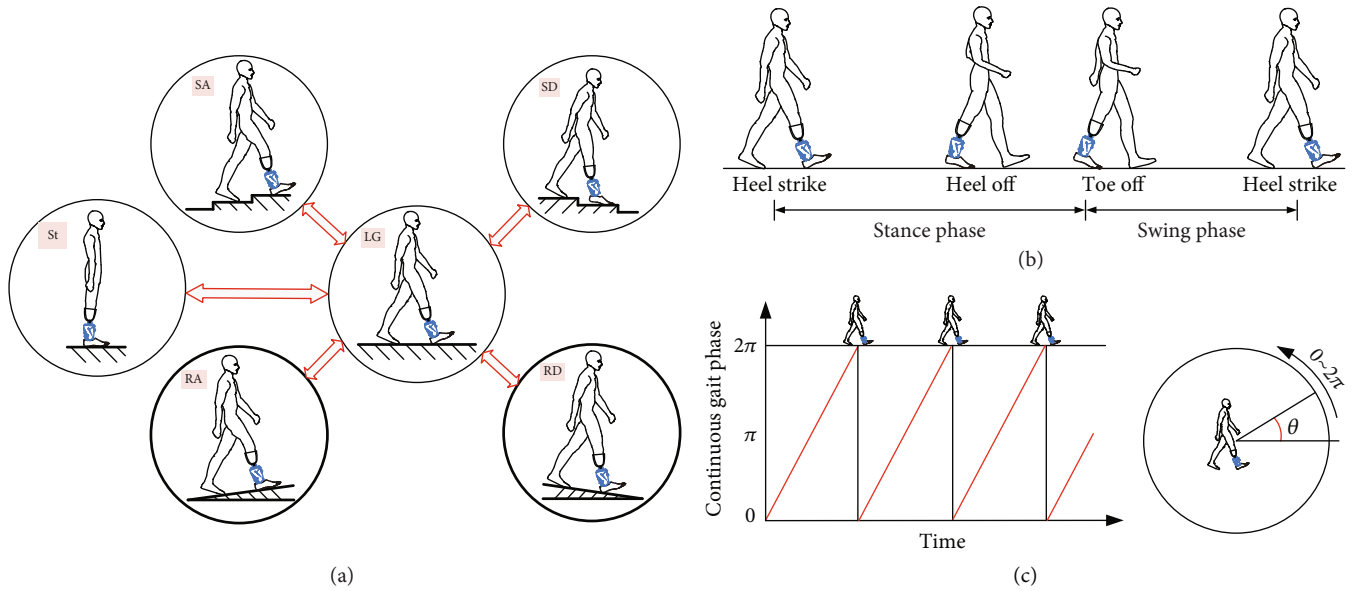 SA
SD
St
LG
RA
RD
(a)
Heel strike
Heel off
Toe off
Heel strike
Stance phase
Swing phase
(b)
Continuous gait phase
2π
π
0
Time
0~2π
θ
(c)